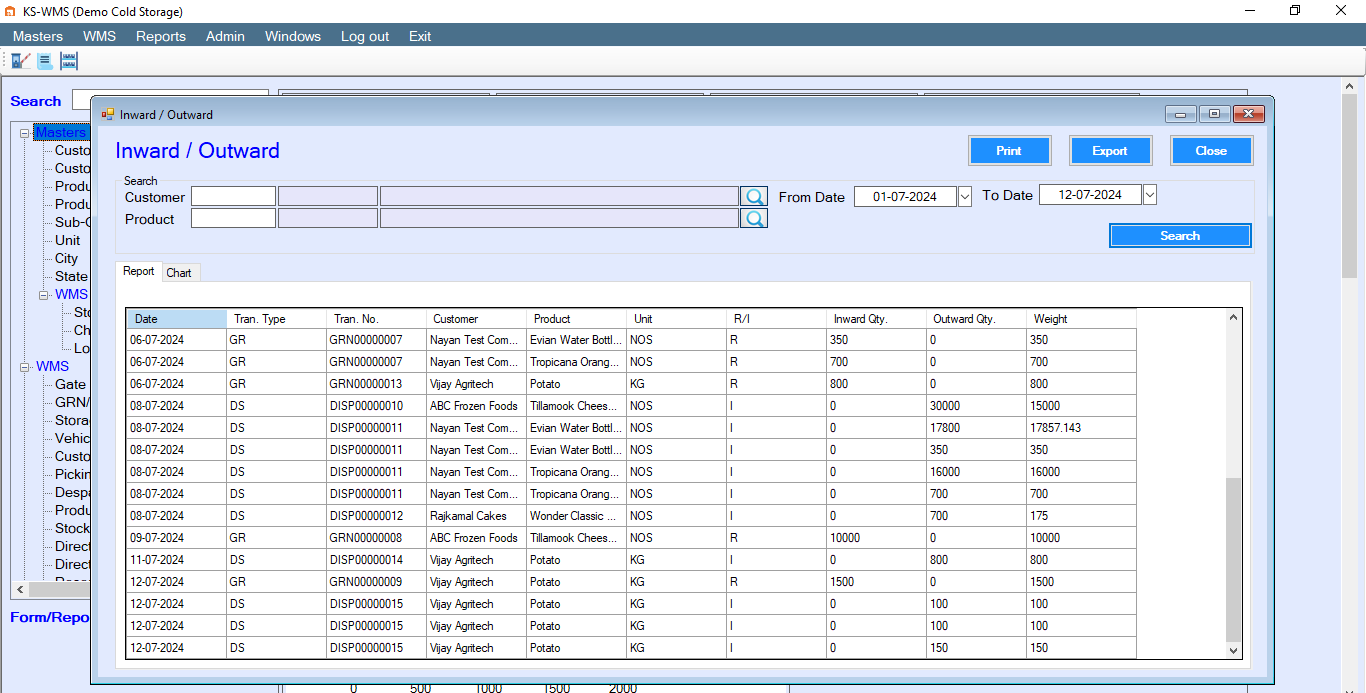 KS-WMS (Demo Cold Storage)
Masters WMS Reports Admin Windows Log out Exit
Search
Masters
Custo
Custo
Produ
Produ
Sub-C
Unit
City
State
WMS
Sto
Ch
Lo
WMS
Gate
GRN/
Stora
Vehic
Custo
Pickin
Despa
Produ
Stock
Direct
Direct
Form/Repo
Inward / Outward
Inward / Outward
Print Export Close
Search
Customer From Date 01-07-2024 To Date 12-07-2024
Product
Search
Report Chart
Date Tran. Type Tran. No. Customer Product Unit R/I Inward Qty. Outward Qty. Weight
06-07-2024 GR GRN00000007 Nayan Test Com... Evian Water Bottl... NOS R 350 0 350
06-07-2024 GR GRN00000007 Nayan Test Com... Tropicana Orang... NOS R 700 0 700
06-07-2024 GR GRN00000013 Vijay Agritech Potato KG R 800 0 800
08-07-2024 DS DISP00000010 ABC Frozen Foods Tillamook Chees... NOS I 0 30000 15000
08-07-2024 DS DISP00000011 Nayan Test Com... Evian Water Bottl... NOS I 0 17800 17857.143
08-07-2024 DS DISP00000011 Nayan Test Com... Evian Water Bottl... NOS I 0 350 350
08-07-2024 DS DISP00000011 Nayan Test Com... Tropicana Orang... NOS I 0 16000 16000
08-07-2024 DS DISP00000011 Nayan Test Com... Tropicana Orang... NOS I 0 700 700
08-07-2024 DS DISP00000012 Rajkamal Cakes Wonder Classic ... NOS I 0 700 175
09-07-2024 GR GRN00000008 ABC Frozen Foods Tillamook Chees... NOS R 10000 0 10000
11-07-2024 DS DISP00000014 Vijay Agritech Potato KG I 0 800 800
12-07-2024 GR GRN00000009 Vijay Agritech Potato KG R 1500 0 1500
12-07-2024 DS DISP00000015 Vijay Agritech Potato KG I 0 100 100
12-07-2024 DS DISP00000015 Vijay Agritech Potato KG I 0 100 100
12-07-2024 DS DISP00000015 Vijay Agritech Potato KG I 0 150 150
0 500 1000 1500 2000